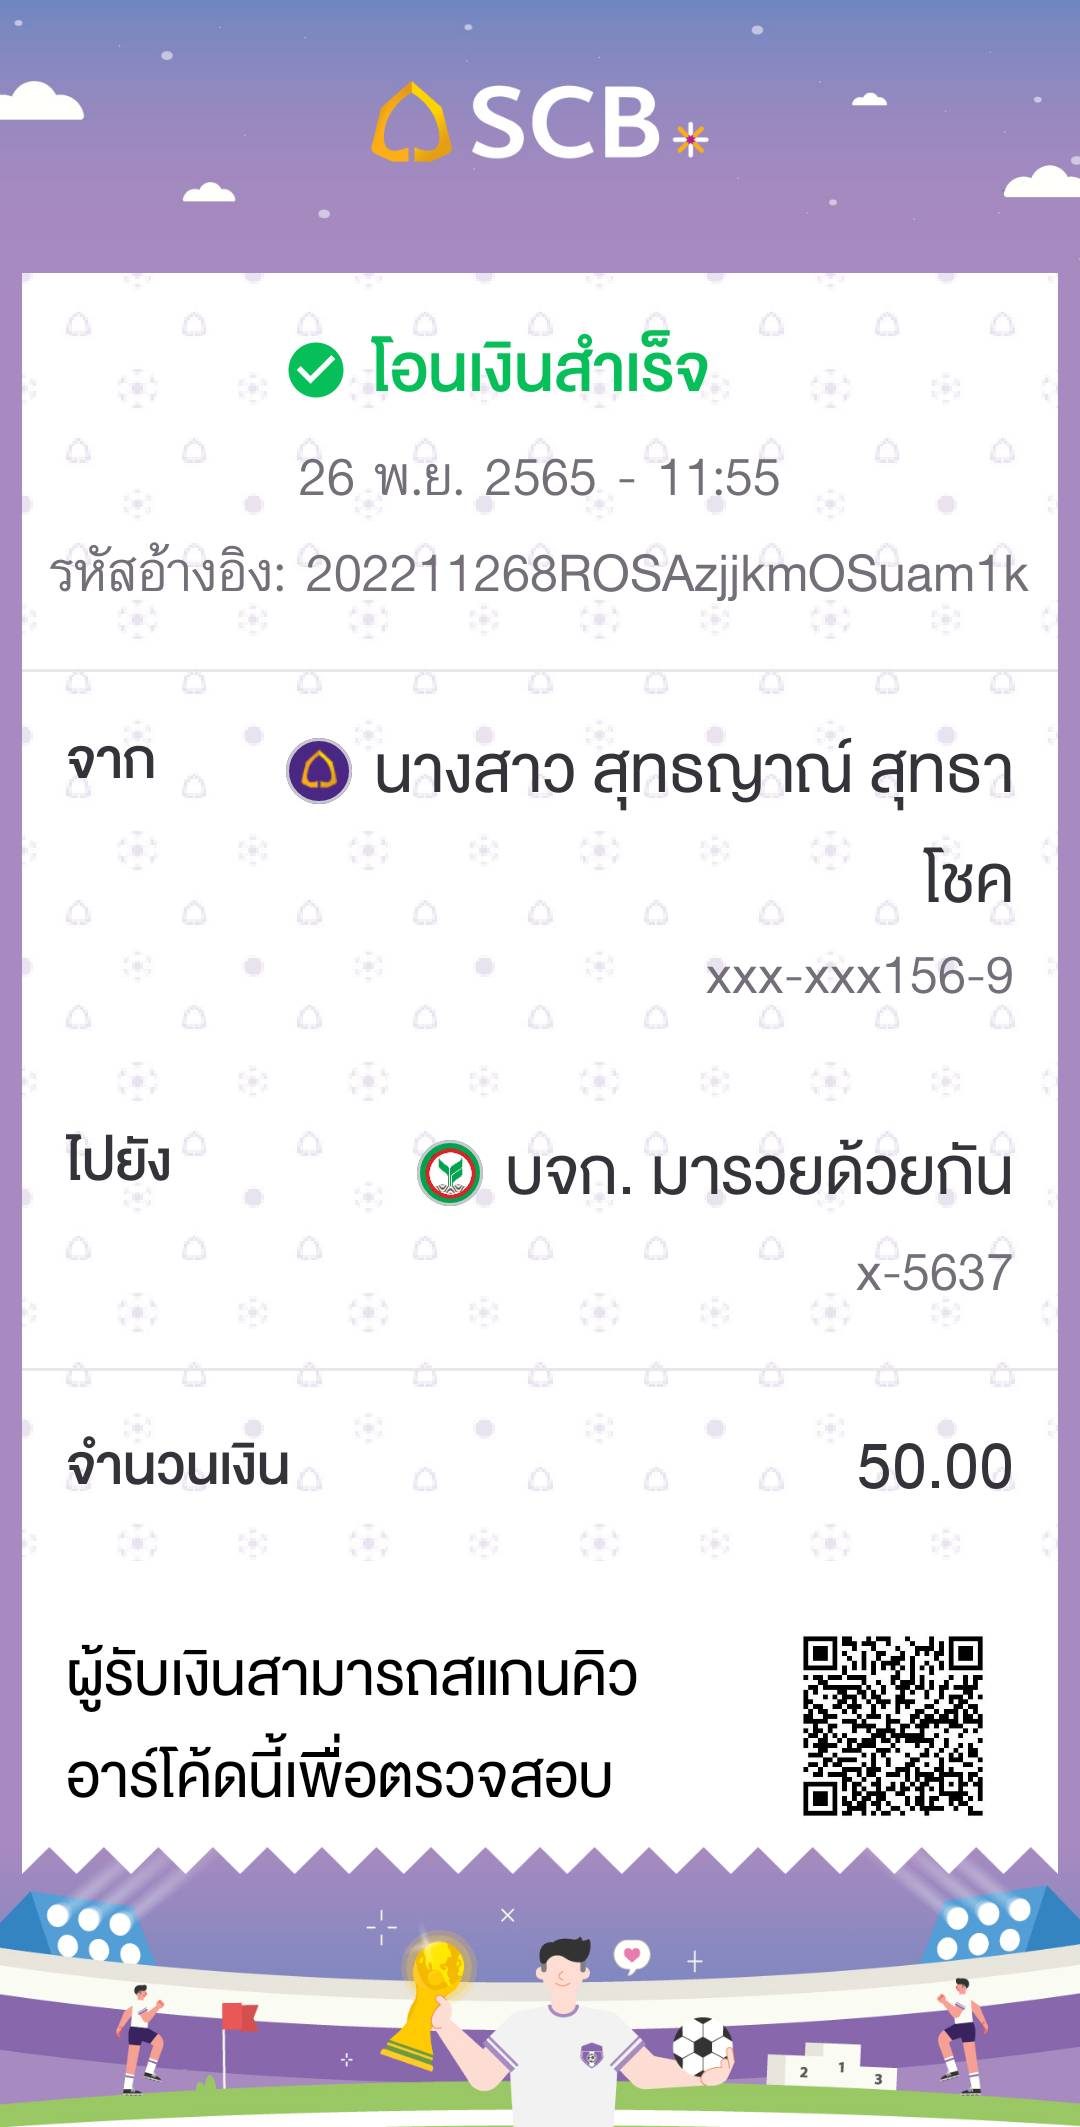 SCB
โอนเงินสำเร็จ
26 พ.ย. 2565 - 11:55
รหัสอ้างอิง: 202211268ROSAzjjkmOSuam1k
จาก นางสาว สุทธญาณ์ สุทธา
โชค
xxx-xxx156-9
ไปยัง บจก. มารวยด้วยกัน
x-5637
จำนวนเงิน 50.00
ผู้รับเงินสามารถสแกนคิว
อาร์โค้ดนี้เพื่อตรวจสอบ
2 1 3